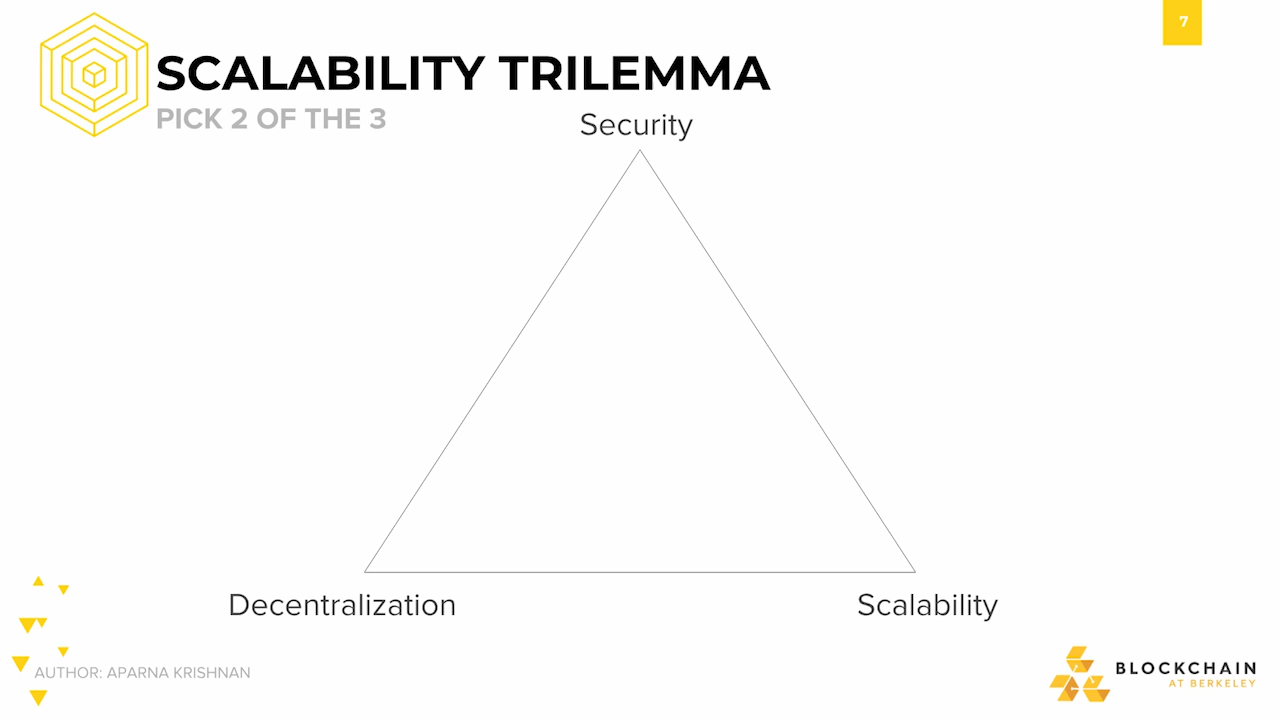 7
SCALABILITY TRILEMMA
PICK 2 OF THE 3
Security
Decentralization
Scalability
AUTHOR: APARNA KRISHNAN
BLOCKCHAIN
AT BERKELEY